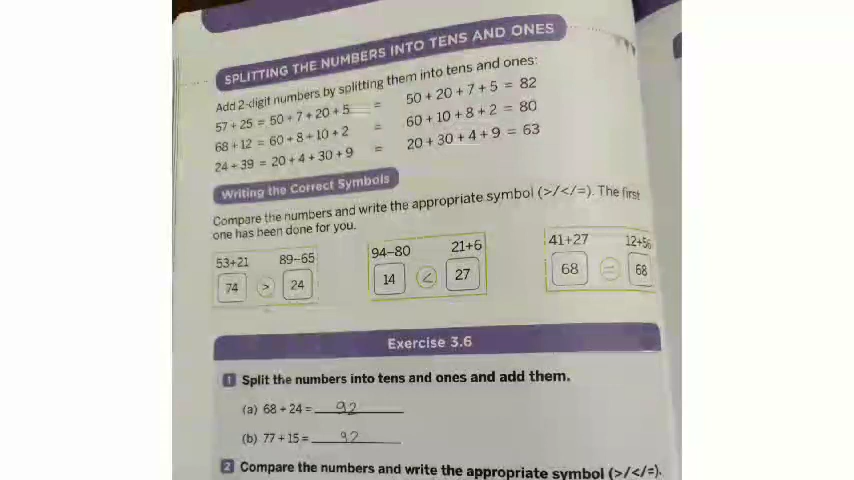 SPLITTING THE NUMBERS INTO TENS AND ONES
Add 2-digit numbers by splitting them into tens and ones:
57 + 25 = 50 + 7 + 20 + 5 = 50 + 20 + 7 + 5 = 82
68 + 12 = 60 + 8 + 10 + 2 = 60 + 10 + 8 + 2 = 80
24 + 39 = 20 + 4 + 30 + 9 = 20 + 30 + 4 + 9 = 63
Writing the Correct Symbols
Compare the numbers and write the appropriate symbol (>/</=). The first
one has been done for you.
53+21 89–65 94–80 21+6 41+27 12+56
74 > 24 14 < 27 68 = 68
Exercise 3.6
1 Split the numbers into tens and ones and add them.
(a) 68 + 24 = 92
(b) 77 + 15 = 92
2 Compare the numbers and write the appropriate symbol (>/</=).